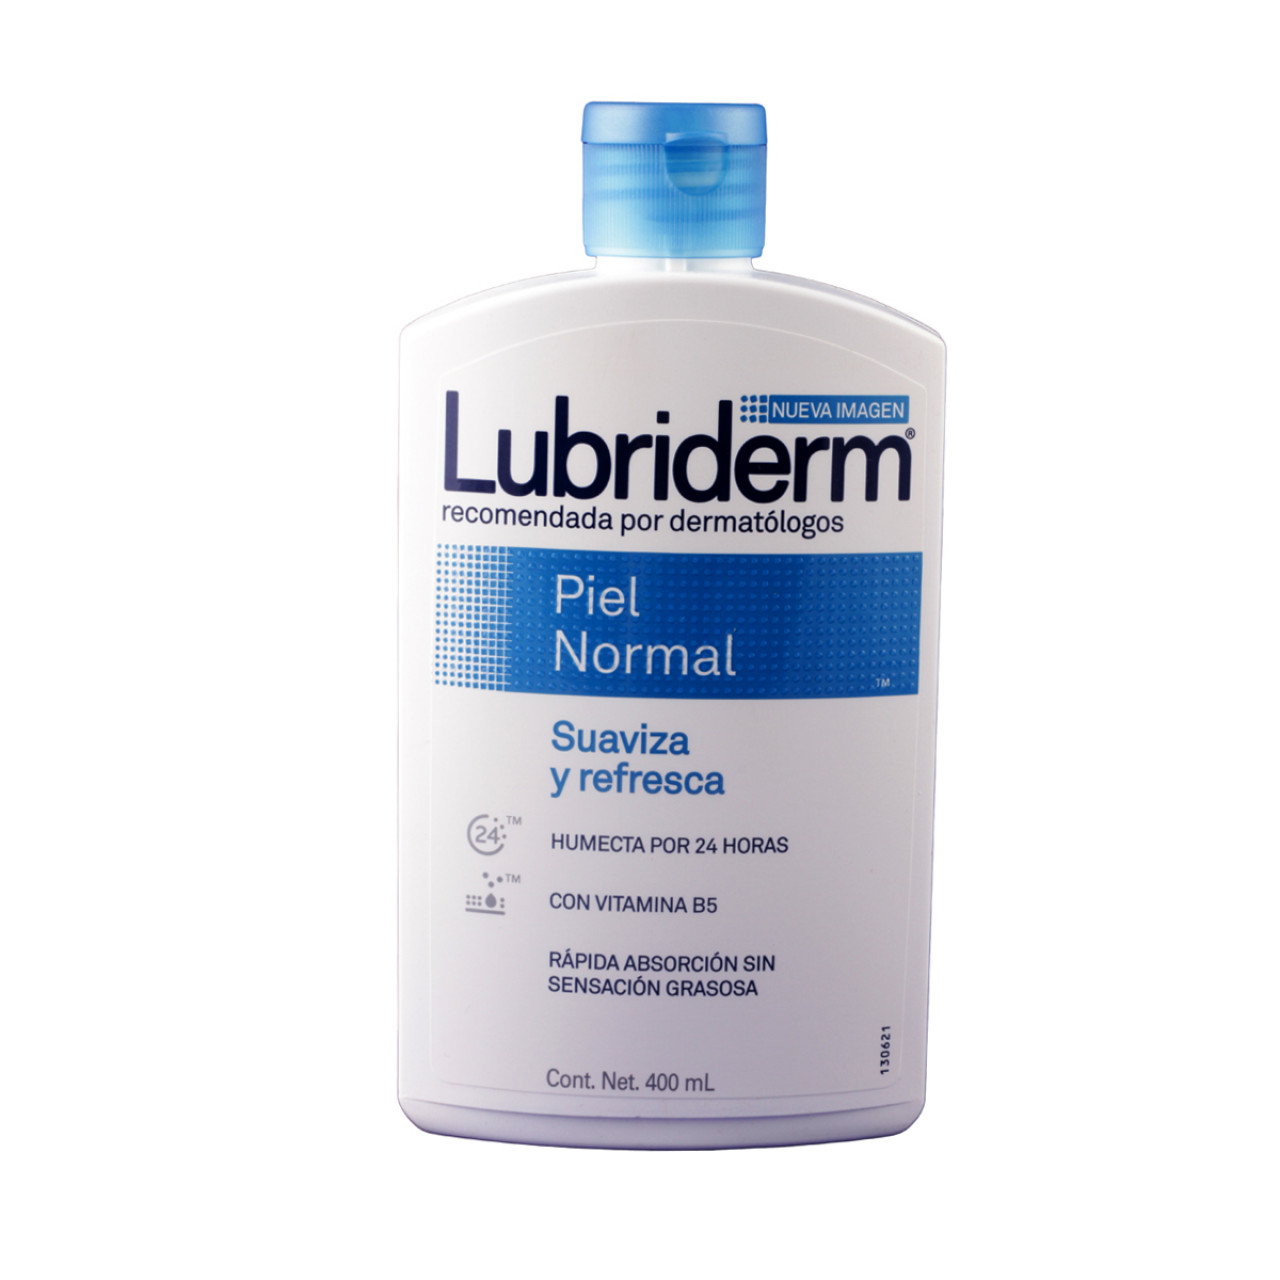 NUEVA IMAGEN
Lubriderm®
recomendada por dermatólogos
Piel
Normal
TM
Suaviza
y refresca
24 TM
HUMECTA POR 24 HORAS
TM
CON VITAMINA B5
RÁPIDA ABSORCIÓN SIN
SENSACIÓN GRASOSA
130621
Cont. Net. 400 mL